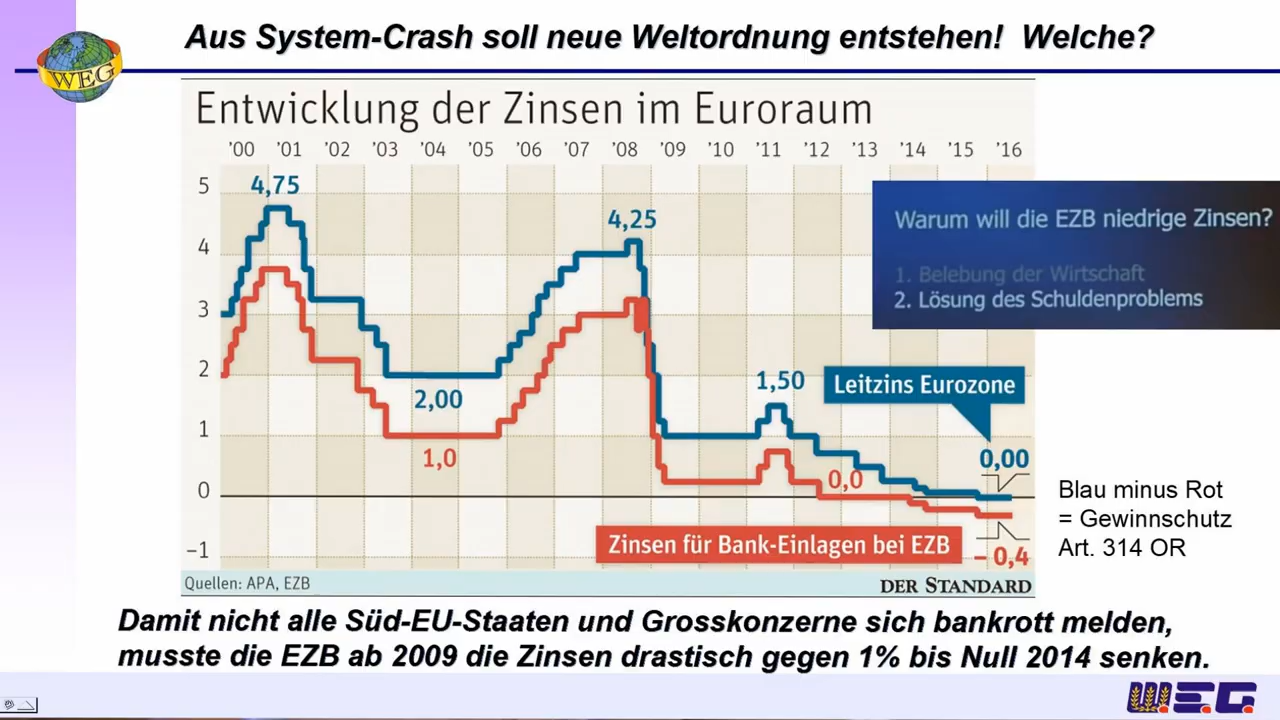 Aus System-Crash soll neue Weltordnung entstehen! Welche?
WEG
Entwicklung der Zinsen im Euroraum
'00 '01 '02 '03 '04 '05 '06 '07 '08 '09 '10 '11 '12 '13 '14 '15 '16
5
4
3
2
1
0
–1
4,75
4,25
2,00
1,0
1,50
0,0
Warum will die EZB niedrige Zinsen?
1. Belebung der Wirtschaft
2. Lösung des Schuldenproblems
Leitzins Eurozone
0,00
Zinsen für Bank-Einlagen bei EZB
– 0,4
Blau minus Rot
= Gewinnschutz
Art. 314 OR
Quellen: APA, EZB
DER STANDARD
Damit nicht alle Süd-EU-Staaten und Grosskonzerne sich bankrott melden,
musste die EZB ab 2009 die Zinsen drastisch gegen 1% bis Null 2014 senken.
W.E.G.